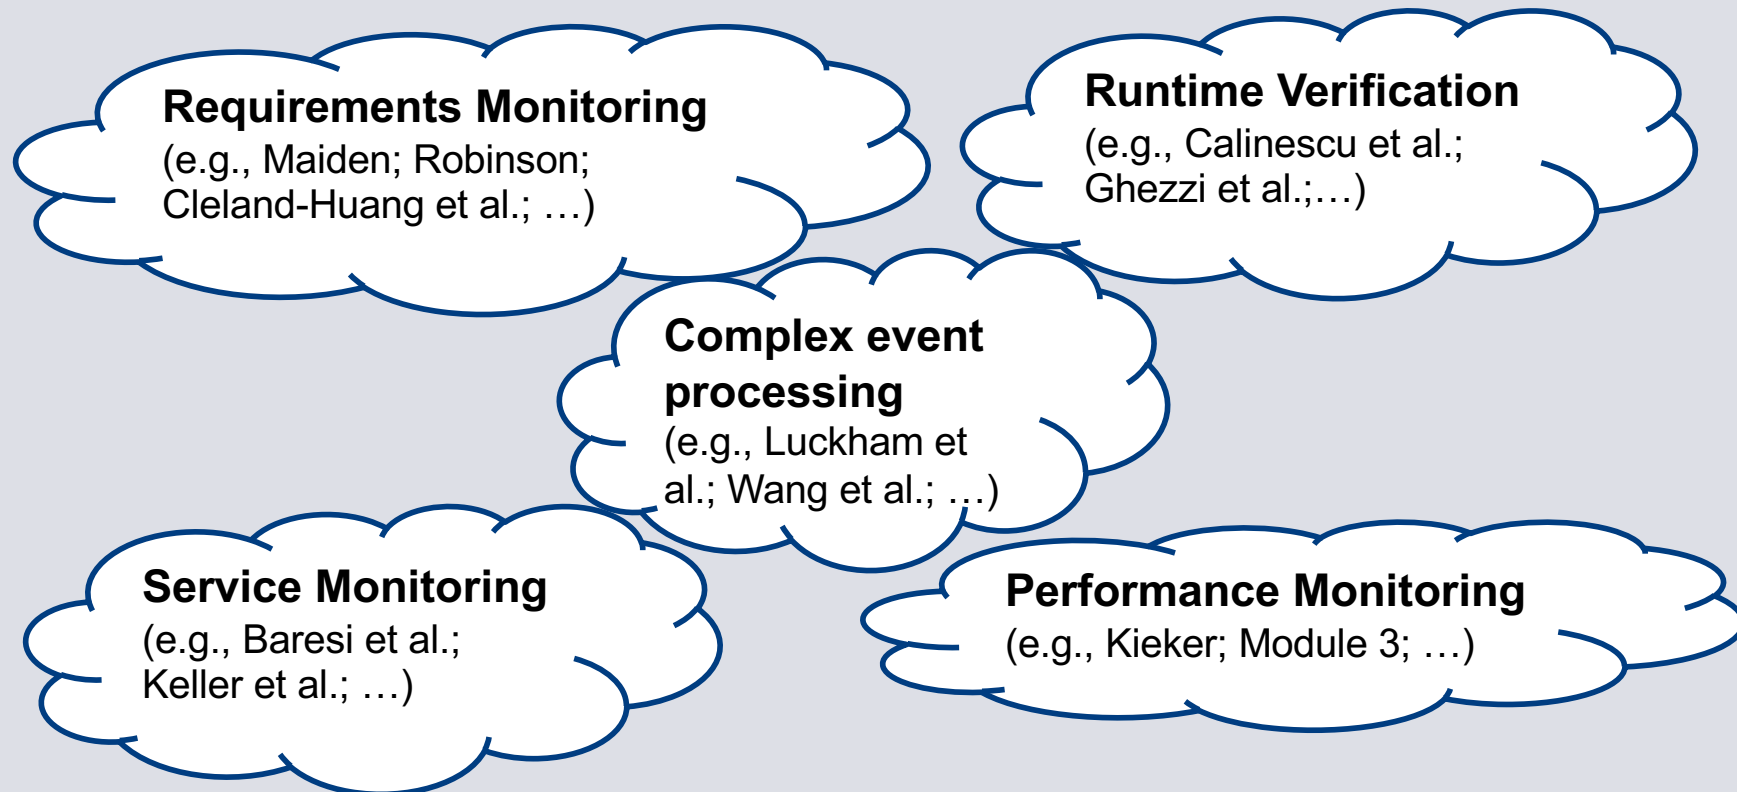 Requirements Monitoring
(e.g., Maiden; Robinson;
Cleland-Huang et al.; …)
Runtime Verification
(e.g., Calinescu et al.;
Ghezzi et al.;…)
Complex event
processing
(e.g., Luckham et
al.; Wang et al.; …)
Service Monitoring
(e.g., Baresi et al.;
Keller et al.; …)
Performance Monitoring
(e.g., Kieker; Module 3; …)